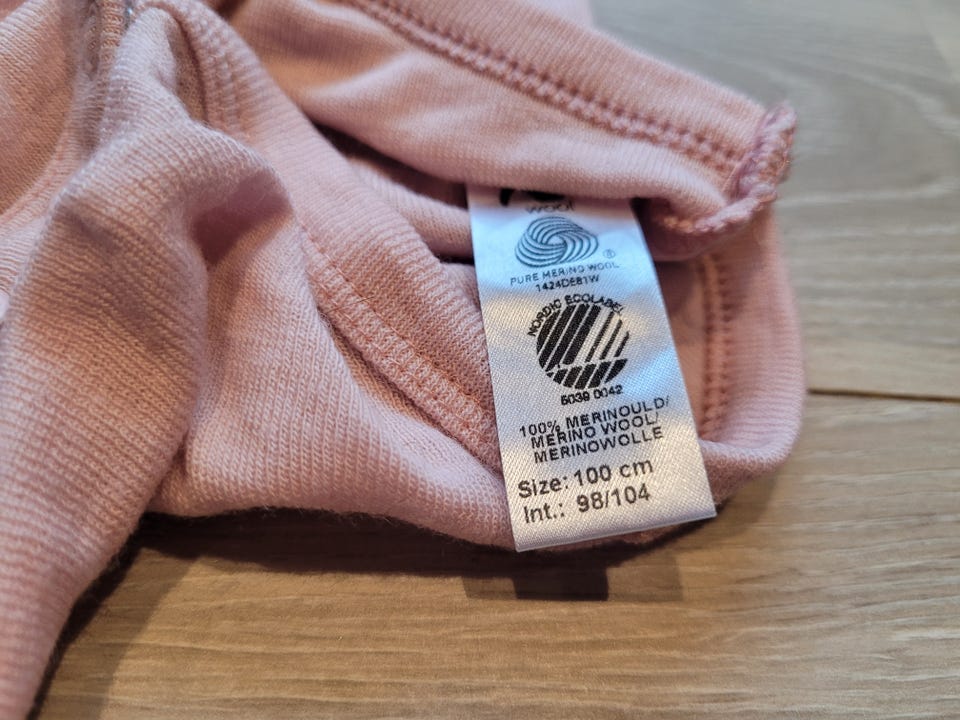 WOOL
®
PURE MERINO WOOL
1424DE81W
NORDIC ECOLABEL
5039 0042
100% MERINOULD/
MERINO WOOL/
MERINOWOLLE
Size: 100 cm
Int.: 98/104